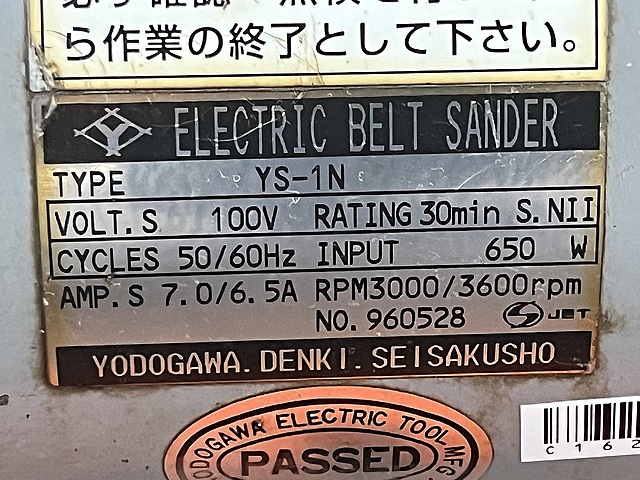 ら作業の終了として下さい。
ELECTRIC BELT SANDER
TYPE YS-1N
VOLT.S 100V RATING 30min S.NII
CYCLES 50/60Hz INPUT 650 W
AMP.S 7.0/6.5A RPM3000/3600rpm
NO. 960528 JET
YODOGAWA.DENKI.SEISAKUSHO
YODOGAWA ELECTRIC TOOL MFG
PASSED
C162